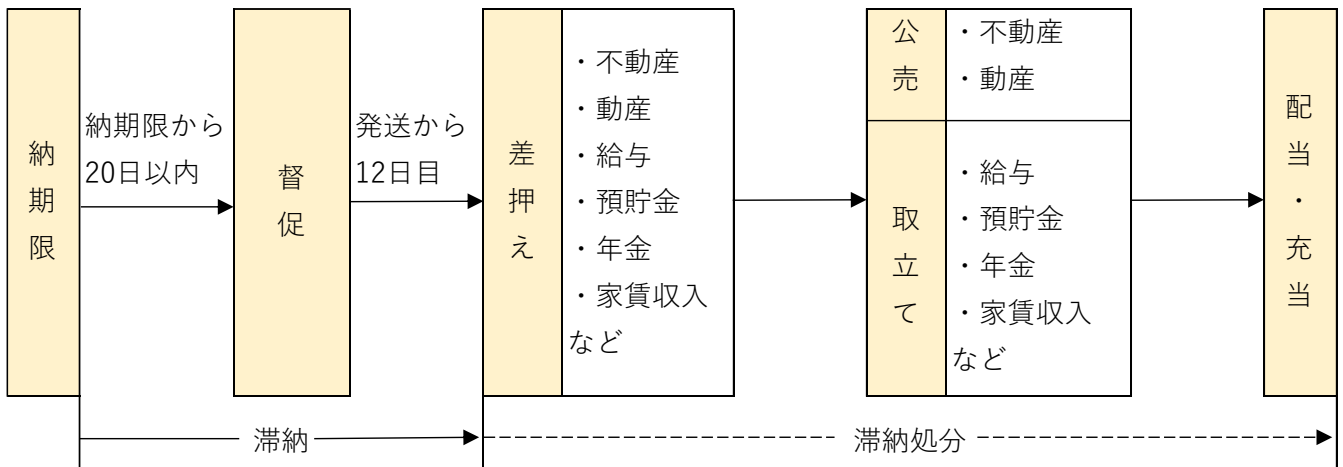 納期限
納期限から
20日以内
督促
発送から
12日目
差押え
・不動産
・動産
・給与
・預貯金
・年金
・家賃収入
など
公売
・不動産
・動産
取立て
・給与
・預貯金
・年金
・家賃収入
など
配当・充当
滞納
滞納処分